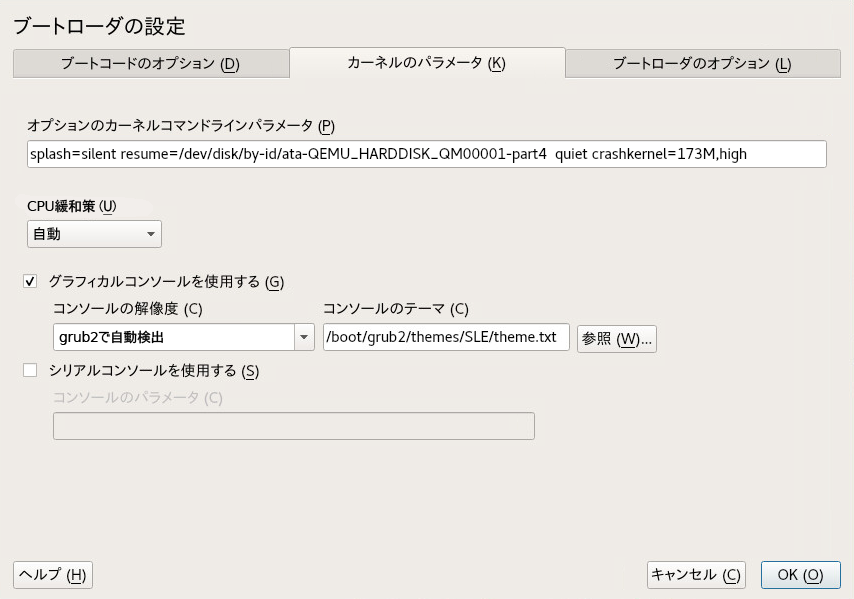 ブートローダの設定
ブートコードのオプション (D)
カーネルのパラメータ (K)
ブートローダのオプション (L)
オプションのカーネルコマンドラインパラメータ (P)
splash=silent resume=/dev/disk/by-id/ata-QEMU_HARDDISK_QM00001-part4  quiet crashkernel=173M,high
CPU緩和策 (U)
自動
グラフィカルコンソールを使用する (G)
コンソールの解像度 (C)
コンソールのテーマ (C)
grub2で自動検出
/boot/grub2/themes/SLE/theme.txt
参照 (W)...
シリアルコンソールを使用する (S)
コンソールのパラメータ (C)
ヘルプ (H)
キャンセル (C)
OK (O)